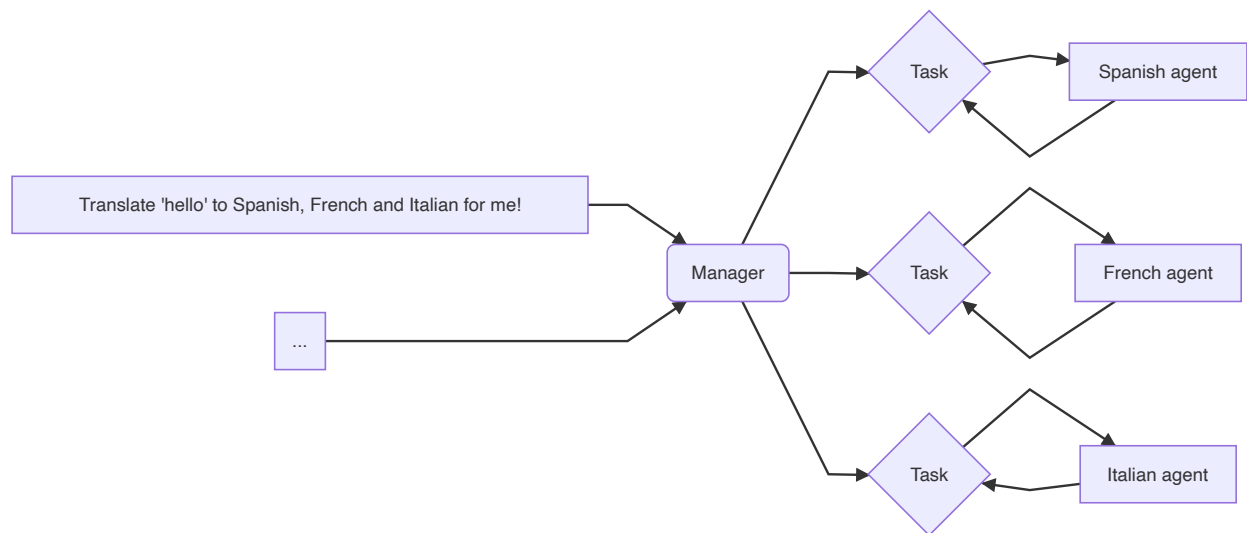 Translate 'hello' to Spanish, French and Italian for me!
...
Manager
Task
Spanish agent
Task
French agent
Task
Italian agent